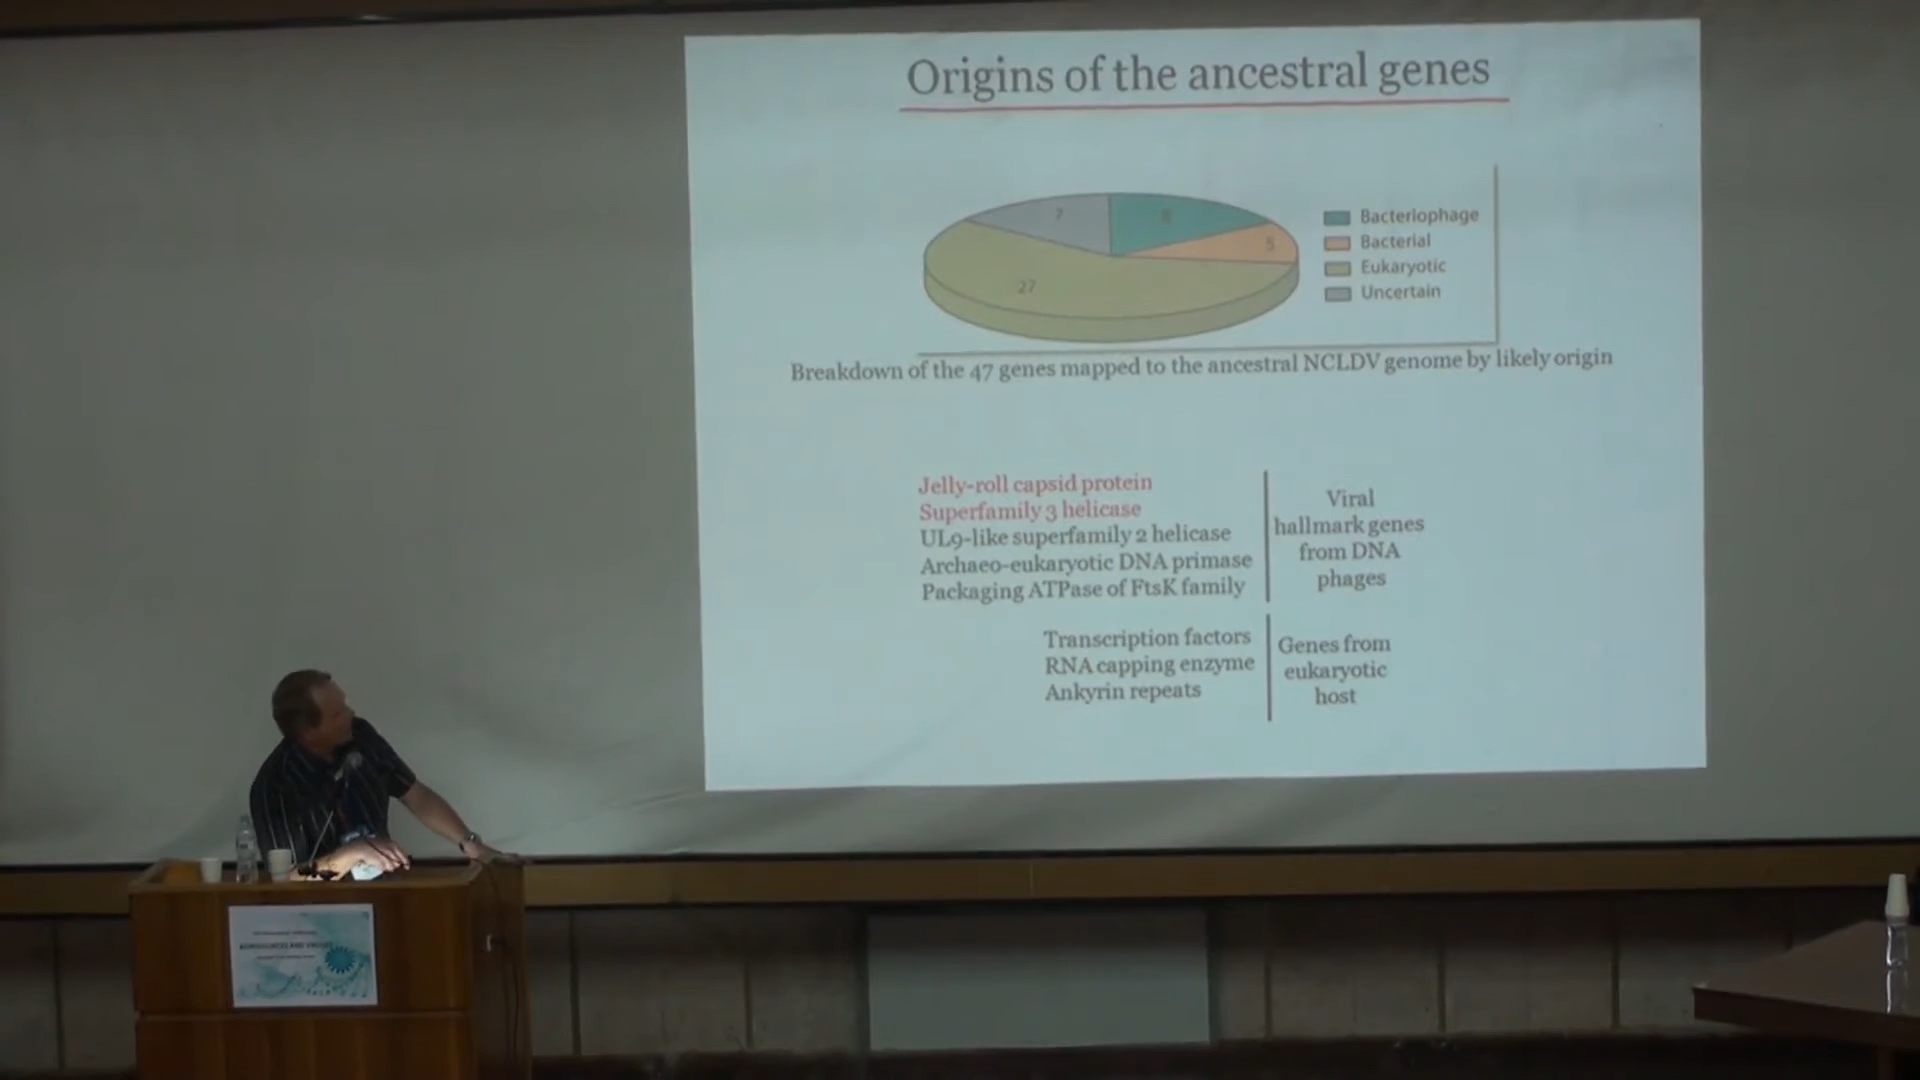 Origins of the ancestral genes
7
8
5
27
Bacteriophage
Bacterial
Eukaryotic
Uncertain
Breakdown of the 47 genes mapped to the ancestral NCLDV genome by likely origin
Jelly-roll capsid protein
Superfamily 3 helicase
UL9-like superfamily 2 helicase
Archaeo-eukaryotic DNA primase
Packaging ATPase of FtsK family
Viral
hallmark genes
from DNA
phages
Transcription factors
RNA capping enzyme
Ankyrin repeats
Genes from
eukaryotic
host